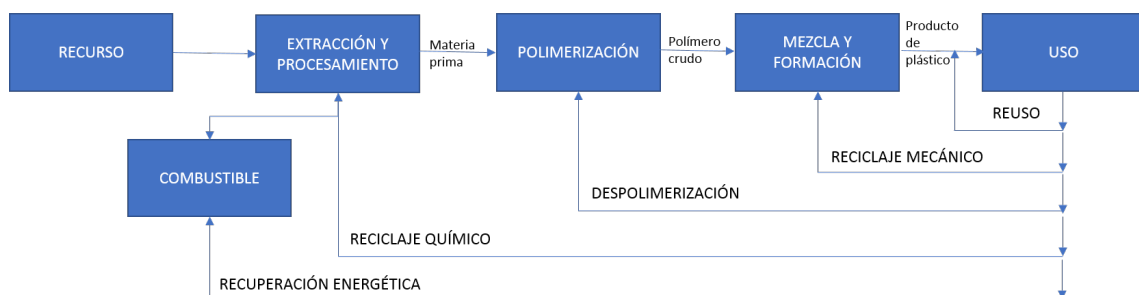 RECURSO
EXTRACCIÓN Y
PROCESAMIENTO
Materia
prima
POLIMERIZACIÓN
Polímero
crudo
MEZCLA Y
FORMACIÓN
Producto
de
plástico
USO
REUSO
RECICLAJE MECÁNICO
COMBUSTIBLE
DESPOLIMERIZACIÓN
RECICLAJE QUÍMICO
RECUPERACIÓN ENERGÉTICA